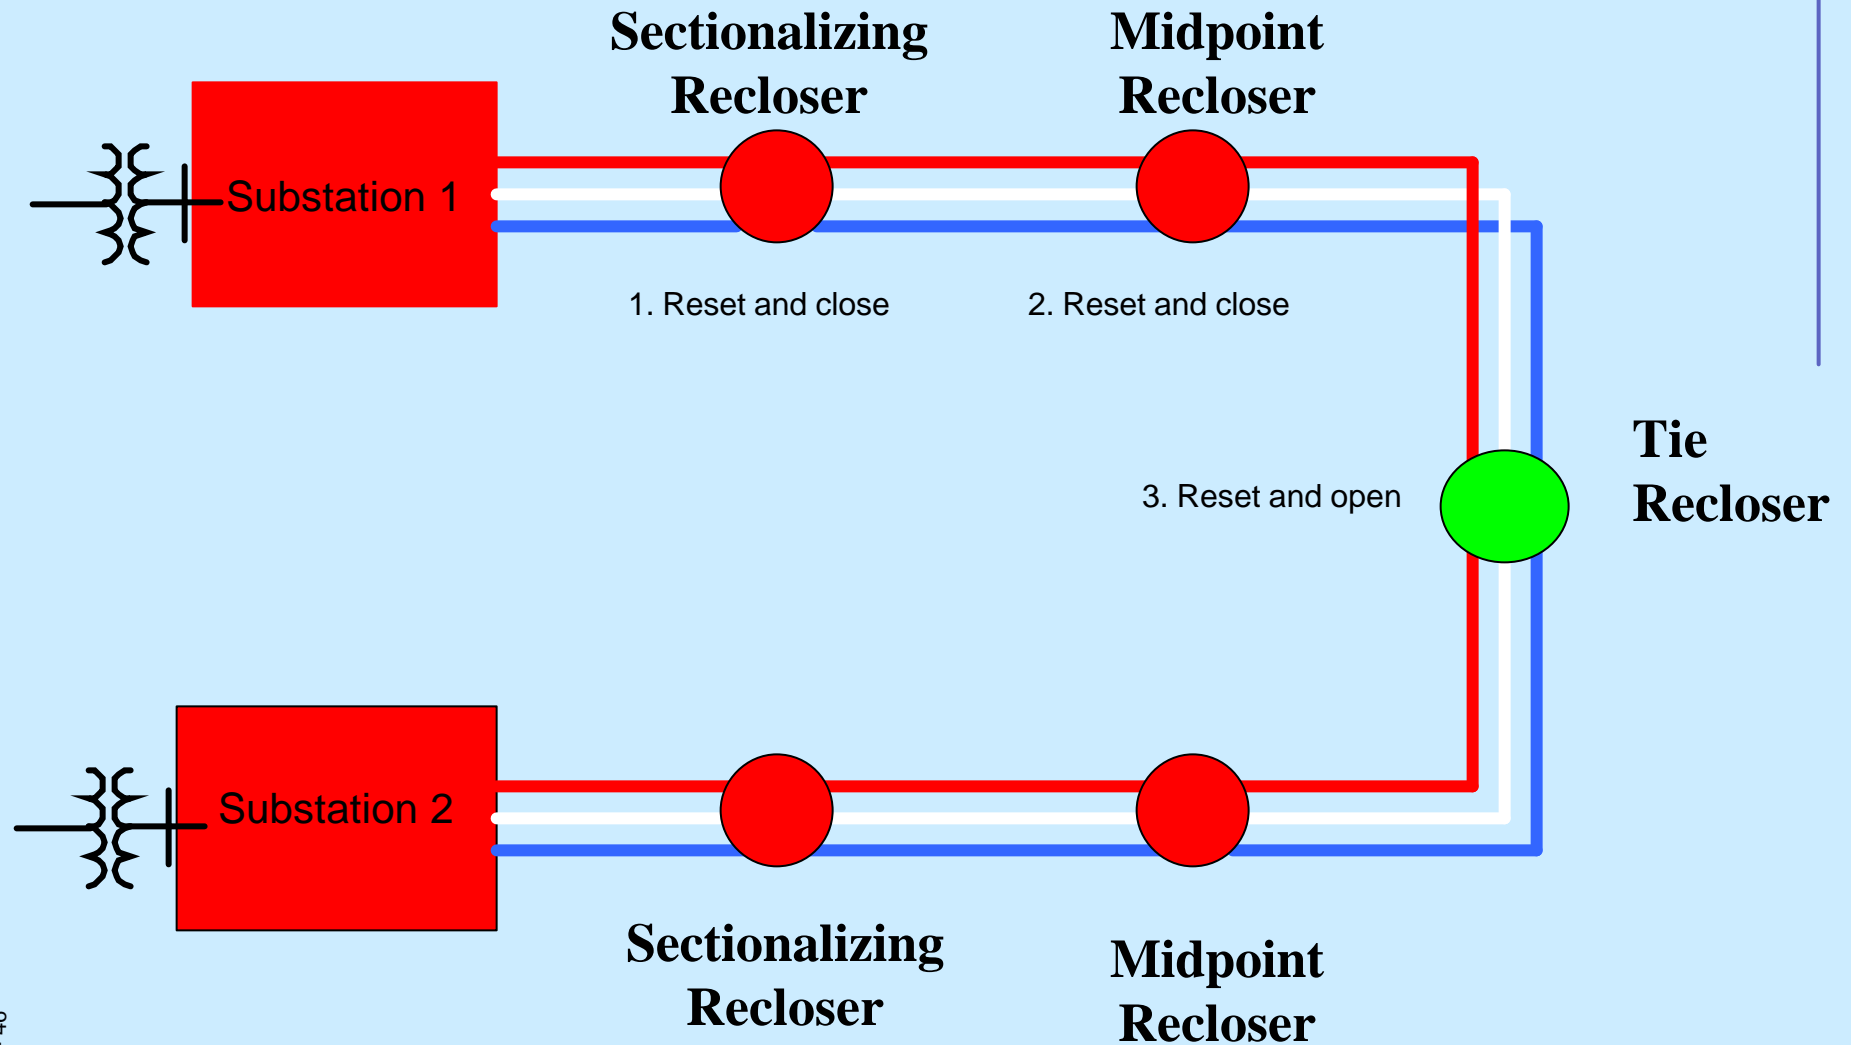 Sectionalizing
Recloser
Midpoint
Recloser
Substation 1
1. Reset and close
2. Reset and close
Tie
Recloser
3. Reset and open
Substation 2
Sectionalizing
Recloser
Midpoint
Recloser